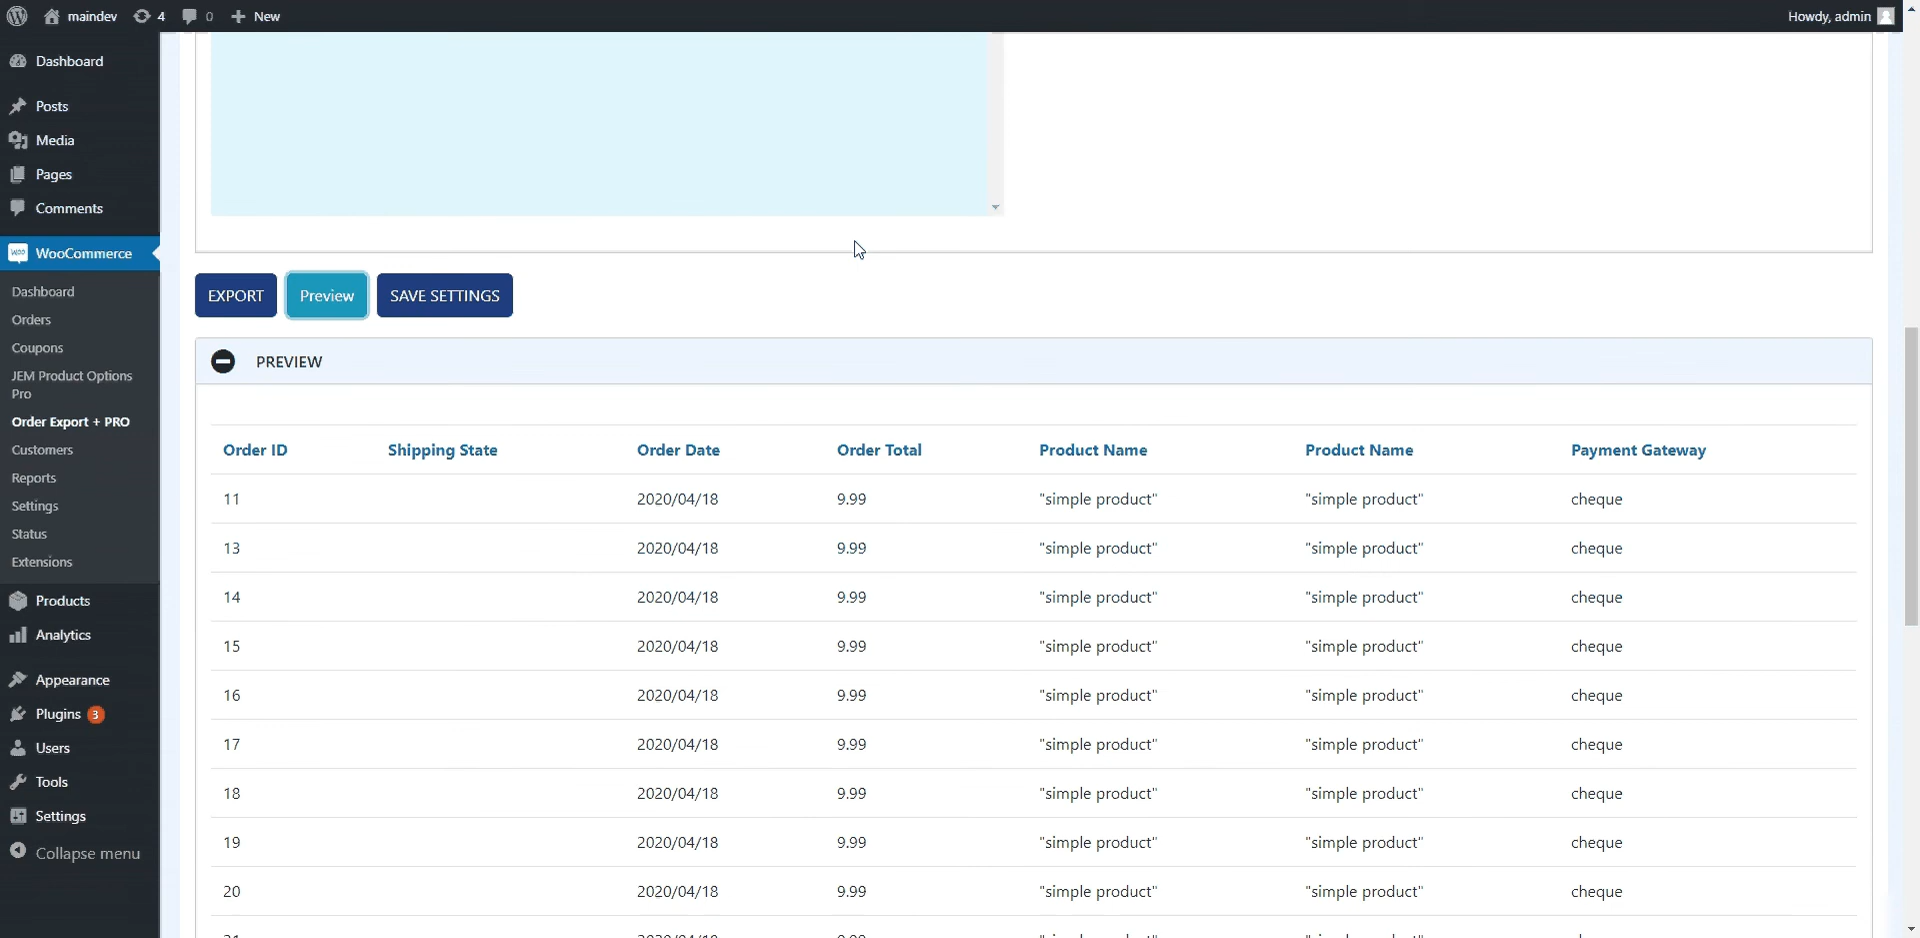 maindev 4 0 New Howdy, admin
Dashboard
Posts
Media
Pages
Comments
WooCommerce
Dashboard
Orders
Coupons
JEM Product Options
Pro
Order Export + PRO
Customers
Reports
Settings
Status
Extensions
Products
Analytics
Appearance
Plugins 3
Users
Tools
Settings
Collapse menu
EXPORT Preview SAVE SETTINGS
PREVIEW
Order ID Shipping State Order Date Order Total Product Name Product Name Payment Gateway
11 2020/04/18 9.99 "simple product" "simple product" cheque
13 2020/04/18 9.99 "simple product" "simple product" cheque
14 2020/04/18 9.99 "simple product" "simple product" cheque
15 2020/04/18 9.99 "simple product" "simple product" cheque
16 2020/04/18 9.99 "simple product" "simple product" cheque
17 2020/04/18 9.99 "simple product" "simple product" cheque
18 2020/04/18 9.99 "simple product" "simple product" cheque
19 2020/04/18 9.99 "simple product" "simple product" cheque
20 2020/04/18 9.99 "simple product" "simple product" cheque